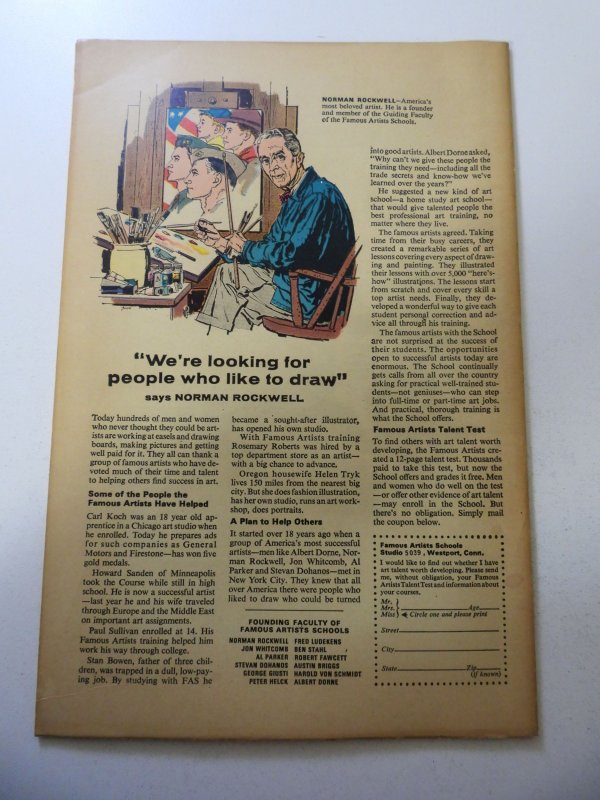 NORMAN ROCKWELL—America's
most beloved artist. He is a founder
and member of the Guiding Faculty
of the Famous Artists Schools.
"We're looking for
people who like to draw"
says NORMAN ROCKWELL
Today hundreds of men and women
who never thought they could be art-
ists are working at easels and drawing
boards, making pictures and getting
well paid for it. They all can thank a
group of famous artists who have de-
voted much of their time and talent
to helping others find success in art.
Some of the People the
Famous Artists Have Helped
Carl Koch was an 18 year old ap-
prentice in a Chicago art studio when
he enrolled. Today he prepares ads
for such companies as General
Motors and Firestone—has won five
gold medals.
Howard Sanden of Minneapolis
took the Course while still in high
school. He is now a successful artist
—last year he and his wife traveled
through Europe and the Middle East
on important art assignments.
Paul Sullivan enrolled at 14. His
Famous Artists training helped him
work his way through college.
Stan Bowen, father of three chil-
dren, was trapped in a dull, low-pay-
ing job. By studying with FAS he
became a sought-after illustrator,
has opened his own studio.
With Famous Artists training
Rosemary Roberts was hired by a
top department store as an artist—
with a big chance to advance.
Oregon housewife Helen Tryk
lives 150 miles from the nearest big
city. But she does fashion illustration,
has her own studio, runs an art work-
shop, does portraits.
A Plan to Help Others
It started over 18 years ago when a
group of America's most successful
artists—men like Albert Dorne, Nor-
man Rockwell, Jon Whitcomb, Al
Parker and Stevan Dohanos—met in
New York City. They knew that all
over America there were people who
liked to draw who could be turned
FOUNDING FACULTY OF
FAMOUS ARTISTS SCHOOLS
NORMAN ROCKWELL FRED LUDEKENS
JON WHITCOMB BEN STAHL
AL PARKER ROBERT FAWCETT
STEVAN DOHANOS AUSTIN BRIGGS
GEORGE GIUSTI HAROLD VON SCHMIDT
PETER HELCK ALBERT DORNE
into good artists. Albert Dorne asked,
"Why can't we give these people the
training they need—including all the
trade secrets and know-how we've
learned over the years?"
He suggested a new kind of art
school—a home study art school—
that would give talented people the
best professional art training, no
matter where they live.
The famous artists agreed. Taking
time from their busy careers, they
created a remarkable series of art
lessons covering every aspect of draw-
ing and painting. They illustrated
their lessons with over 5,000 "here's-
how" illustrations. The lessons start
from scratch and cover every skill a
top artist needs. Finally, they de-
veloped a wonderful way to give each
student personal correction and ad-
vice all through his training.
The famous artists with the School
are not surprised at the success of
their students. The opportunities
open to successful artists today are
enormous. The School continually
gets calls from all over the country
asking for practical well-trained stu-
dents—not geniuses—who can step
into full-time or part-time art jobs.
And practical, thorough training is
what the School offers.
Famous Artists Talent Test
To find others with art talent worth
developing, the Famous Artists cre-
ated a 12-page talent test. Thousands
paid to take this test, but now the
School offers and grades it free. Men
and women who do well on the test
—or offer other evidence of art talent
—may enroll in the School. But
there's no obligation. Simply mail
the coupon below.
Famous Artists Schools
Studio 5039, Westport, Conn.
I would like to find out whether I have
art talent worth developing. Please send
me, without obligation, your Famous
Artists Talent Test and information about
your courses.
Mr.
Mrs. Age
Miss Circle one and please print
Street
City
State Zip
(if known)